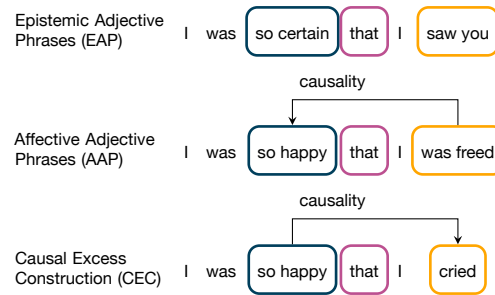 Epistemic Adjective
Phrases (EAP)
I was so certain that I saw you
causality
Affective Adjective
Phrases (AAP)
I was so happy that I was freed
causality
Causal Excess
Construction (CEC)
I was so happy that I cried